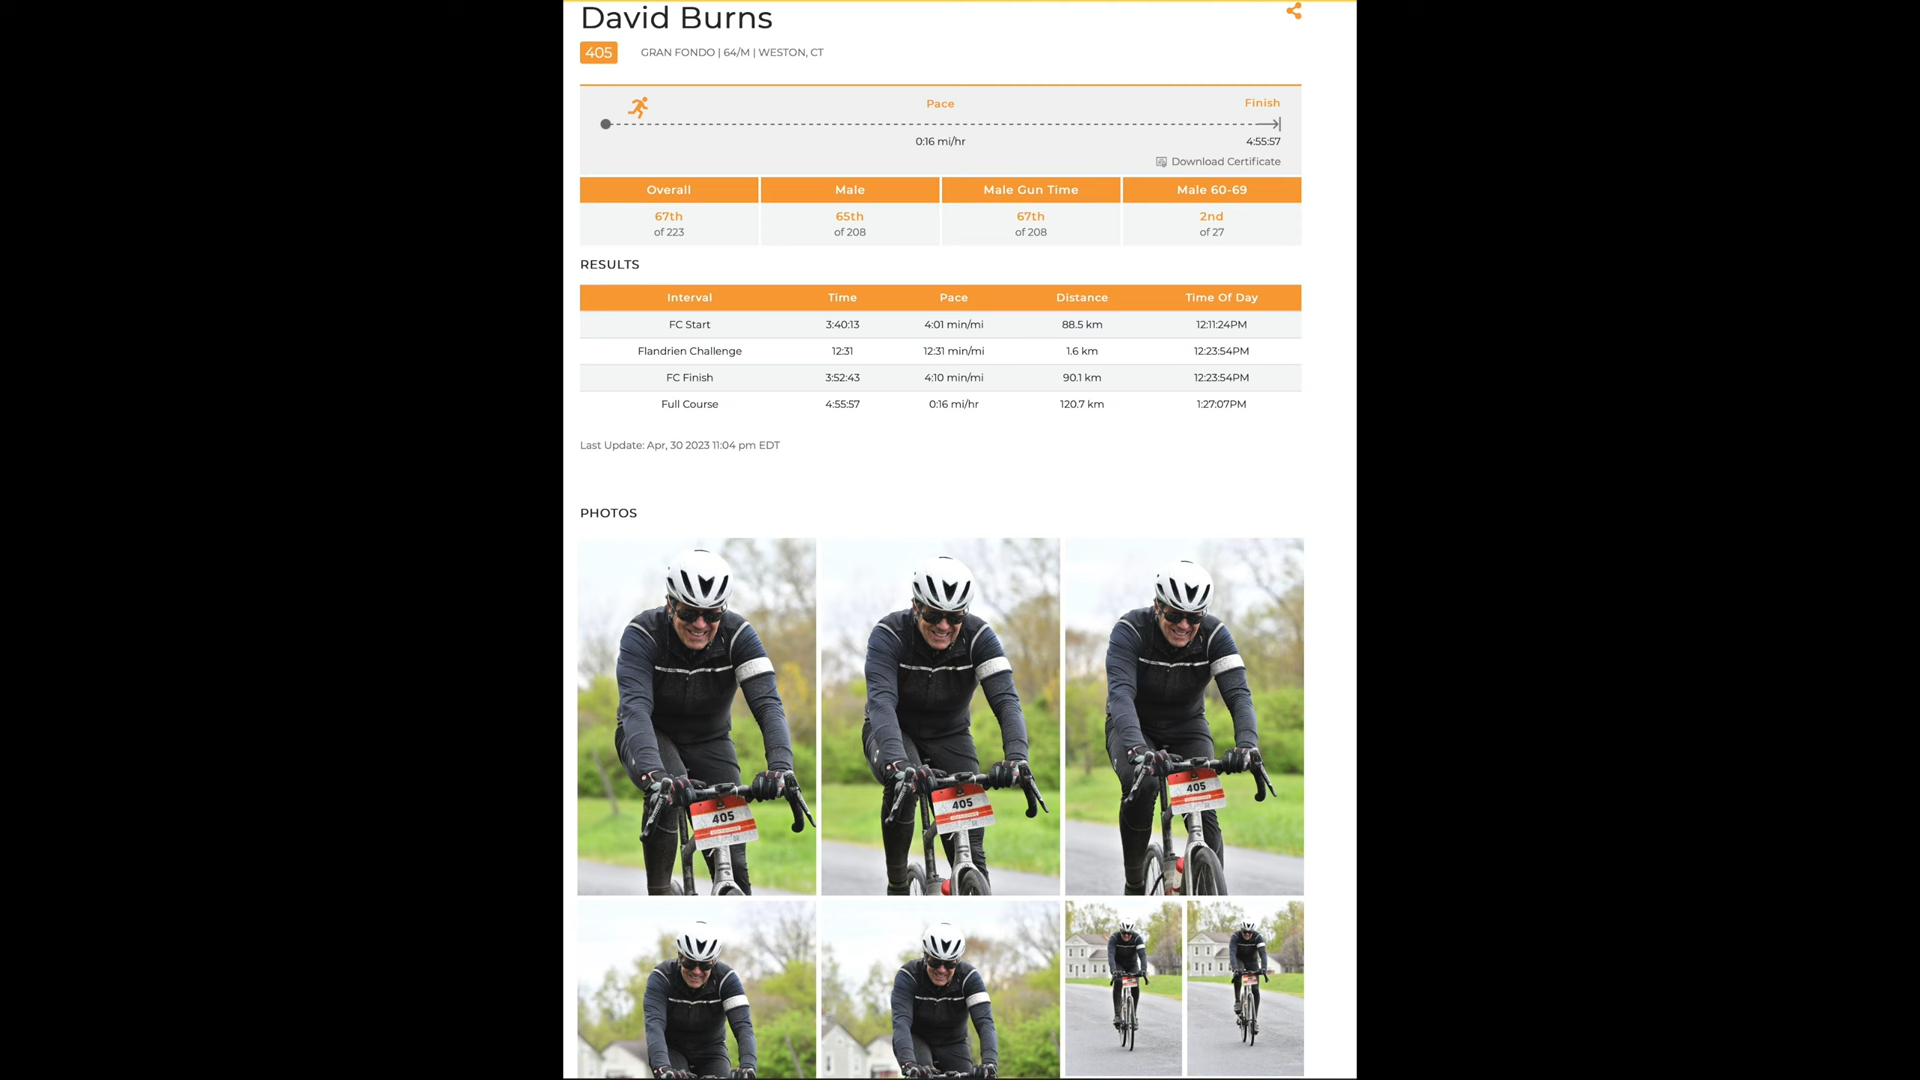 David Burns
405 GRAN FONDO | 64/M | WESTON, CT
Pace Finish
0:16 mi/hr 4:55:57
Download Certificate
Overall Male Male Gun Time Male 60-69
67th 65th 67th 2nd
of 223 of 208 of 208 of 27
RESULTS
Interval Time Pace Distance Time Of Day
FC Start 3:40:13 4:01 min/mi 88.5 km 12:11:24PM
Flandrien Challenge 12:31 12:31 min/mi 1.6 km 12:23:54PM
FC Finish 3:52:43 4:10 min/mi 90.1 km 12:23:54PM
Full Course 4:55:57 0:16 mi/hr 120.7 km 1:27:07PM
Last Update: Apr, 30 2023 11:04 pm EDT
PHOTOS
405 405 405